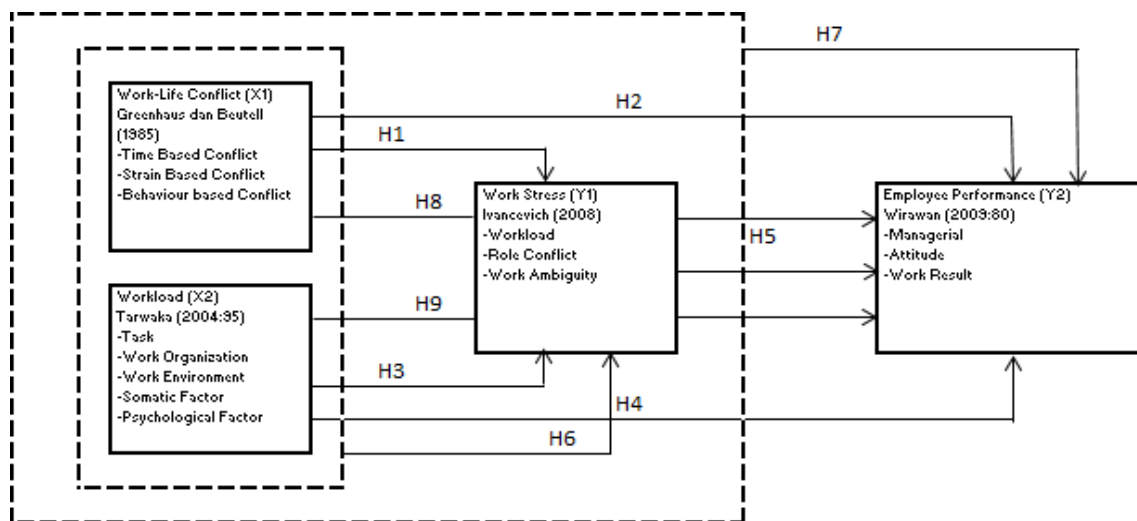 H7
H2
H1
Work-Life Conflict (X1)
Greenhaus dan Beutell
(1985)
-Time Based Conflict
-Strain Based Conflict
-Behaviour based Conflict
H8
Work Stress (Y1)
Ivancevich (2008)
-Workload
-Role Conflict
-Work Ambiguity
H5
Employee Performance (Y2)
Wirawan (2009:80)
-Managerial
-Attitude
-Work Result
Workload (X2)
Tarwaka (2004:95)
-Task
-Work Organization
-Work Environment
-Somatic Factor
-Psychological Factor
H9
H3
H4
H6